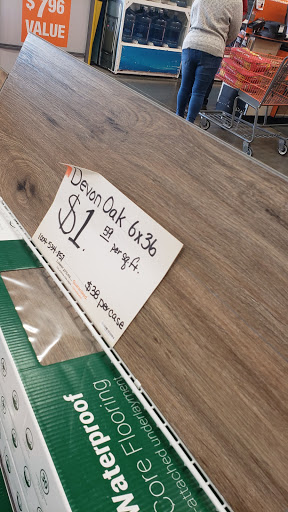 $7.96
VALUE
Devon Oak 6x36
$1.59
per sq ft.
$38 per case
Waterproof
Core Flooring
attached underlayment